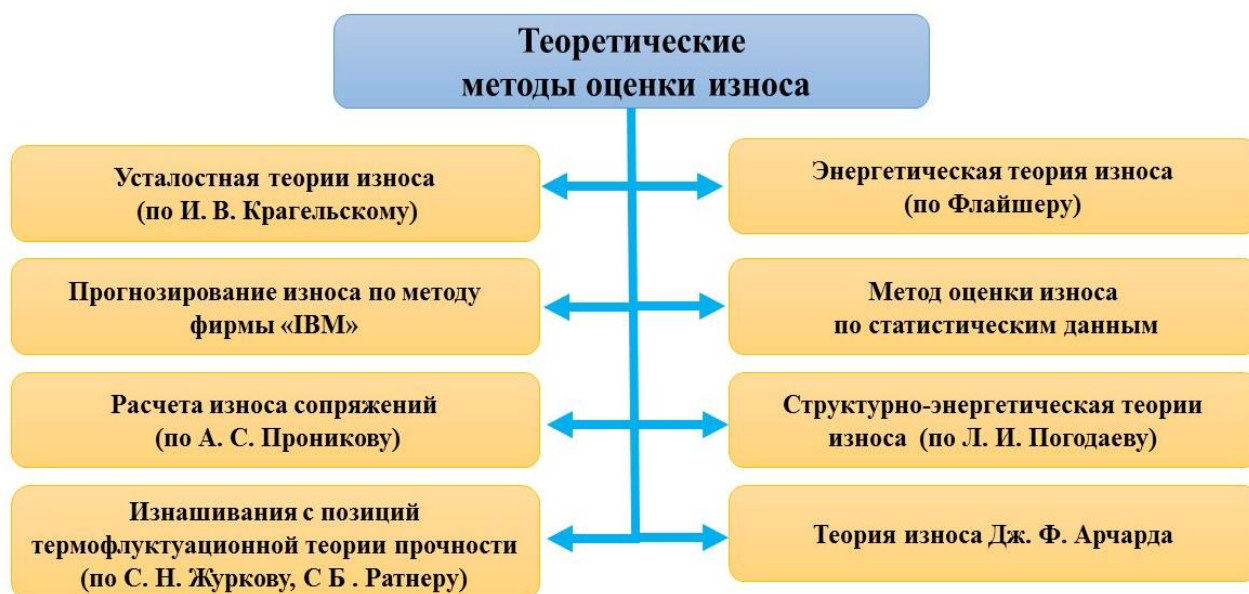 Теоретические
методы оценки износа
Усталостная теории износа
(по И. В. Крагельскому)
Энергетическая теория износа
(по Флайшеру)
Прогнозирование износа по методу
фирмы «IBM»
Метод оценки износа
по статистическим данным
Расчета износа сопряжений
(по А. С. Проникову)
Структурно-энергетическая теории
износа (по Л. И. Погодаеву)
Изнашивания с позиций
термофлуктуационной теории прочности
(по С. Н. Журкову, С Б . Ратнеру)
Теория износа Дж. Ф. Арчарда